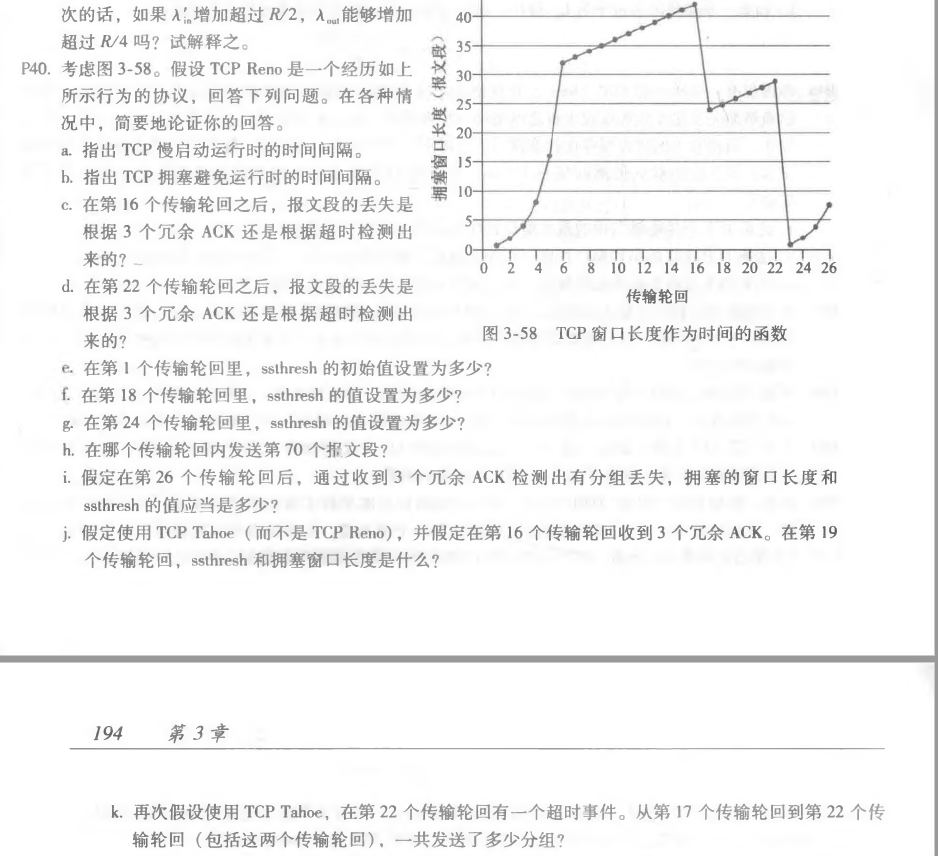 次的话，如果 λ′in增加超过 R/2，λout能够增加
超过 R/4 吗？试解释之。
P40. 考虑图 3-58。假设 TCP Reno 是一个经历如上
所示行为的协议，回答下列问题。在各种情
况中，简要地论证你的回答。
a. 指出 TCP 慢启动运行时的时间间隔。
b. 指出 TCP 拥塞避免运行时的时间间隔。
c. 在第 16 个传输轮回之后，报文段的丢失是
根据 3 个冗余 ACK 还是根据超时检测出
来的？
d. 在第 22 个传输轮回之后，报文段的丢失是
根据 3 个冗余 ACK 还是根据超时检测出
来的？
拥塞窗口长度（报文段）
40
35
30
25
20
15
10
5
0
0 2 4 6 8 10 12 14 16 18 20 22 24 26
传输轮回
图 3-58 TCP 窗口长度作为时间的函数
e. 在第 1 个传输轮回里，ssthresh 的初始值设置为多少？
f. 在第 18 个传输轮回里，ssthresh 的值设置为多少？
g. 在第 24 个传输轮回里，ssthresh 的值设置为多少？
h. 在哪个传输轮回内发送第 70 个报文段？
i. 假定在第 26 个传输轮回后，通过收到 3 个冗余 ACK 检测出有分组丢失，拥塞的窗口长度和
ssthresh 的值应当是多少？
j. 假定使用 TCP Tahoe（而不是 TCP Reno），并假定在第 16 个传输轮回收到 3 个冗余 ACK。在第 19
个传输轮回，ssthresh 和拥塞窗口长度是什么？
194 第 3 章
k. 再次假设使用 TCP Tahoe，在第 22 个传输轮回有一个超时事件。从第 17 个传输轮回到第 22 个传
输轮回（包括这两个传输轮回），一共发送了多少分组？